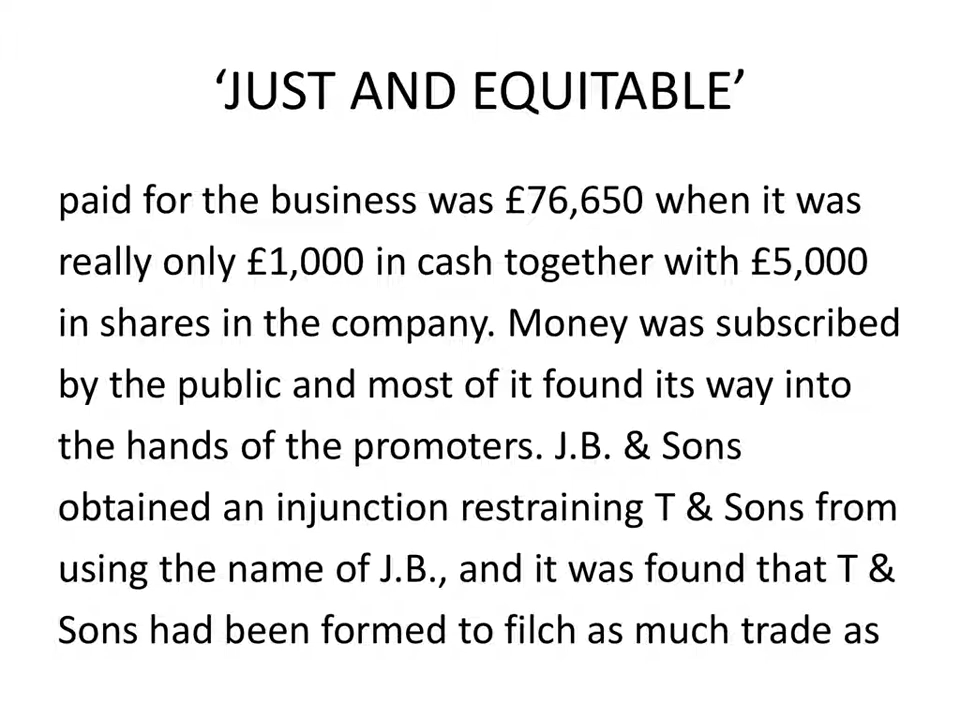 ‘JUST AND EQUITABLE’
paid for the business was £76,650 when it was
really only £1,000 in cash together with £5,000
in shares in the company. Money was subscribed
by the public and most of it found its way into
the hands of the promoters. J.B. & Sons
obtained an injunction restraining T & Sons from
using the name of J.B., and it was found that T &
Sons had been formed to filch as much trade as